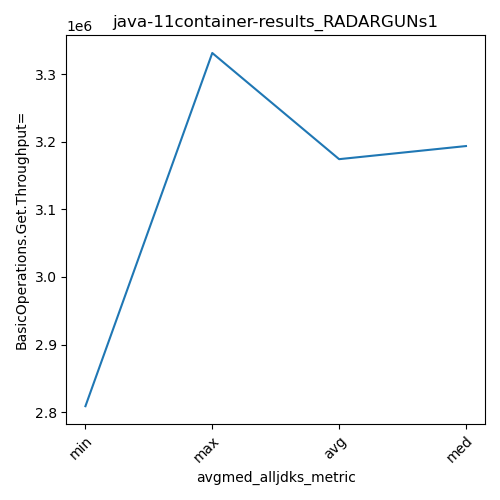 java-11container-results_RADARGUNs1
1e6
3.3
3.2
3.1
3.0
2.9
2.8
BasicOperations.Get.Throughput=
min
max
avg
med
avgmed_alljdks_metric